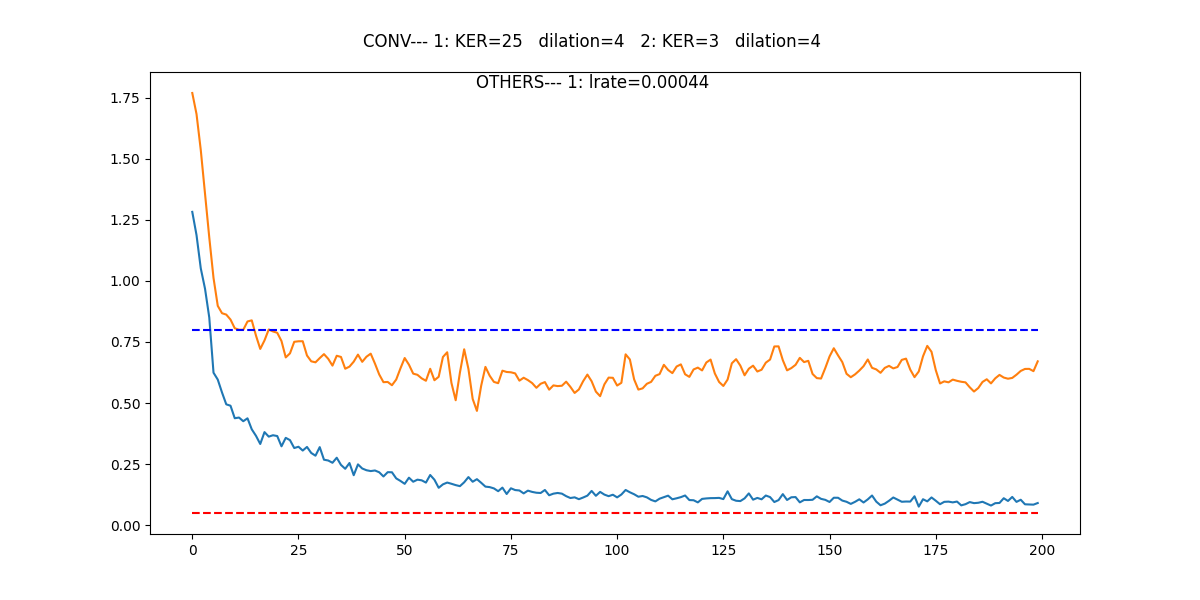 CONV--- 1: KER=25   dilation=4   2: KER=3   dilation=4
OTHERS--- 1: lrate=0.00044
1.75
1.50
1.25
1.00
0.75
0.50
0.25
0.00
0 25 50 75 100 125 150 175 200